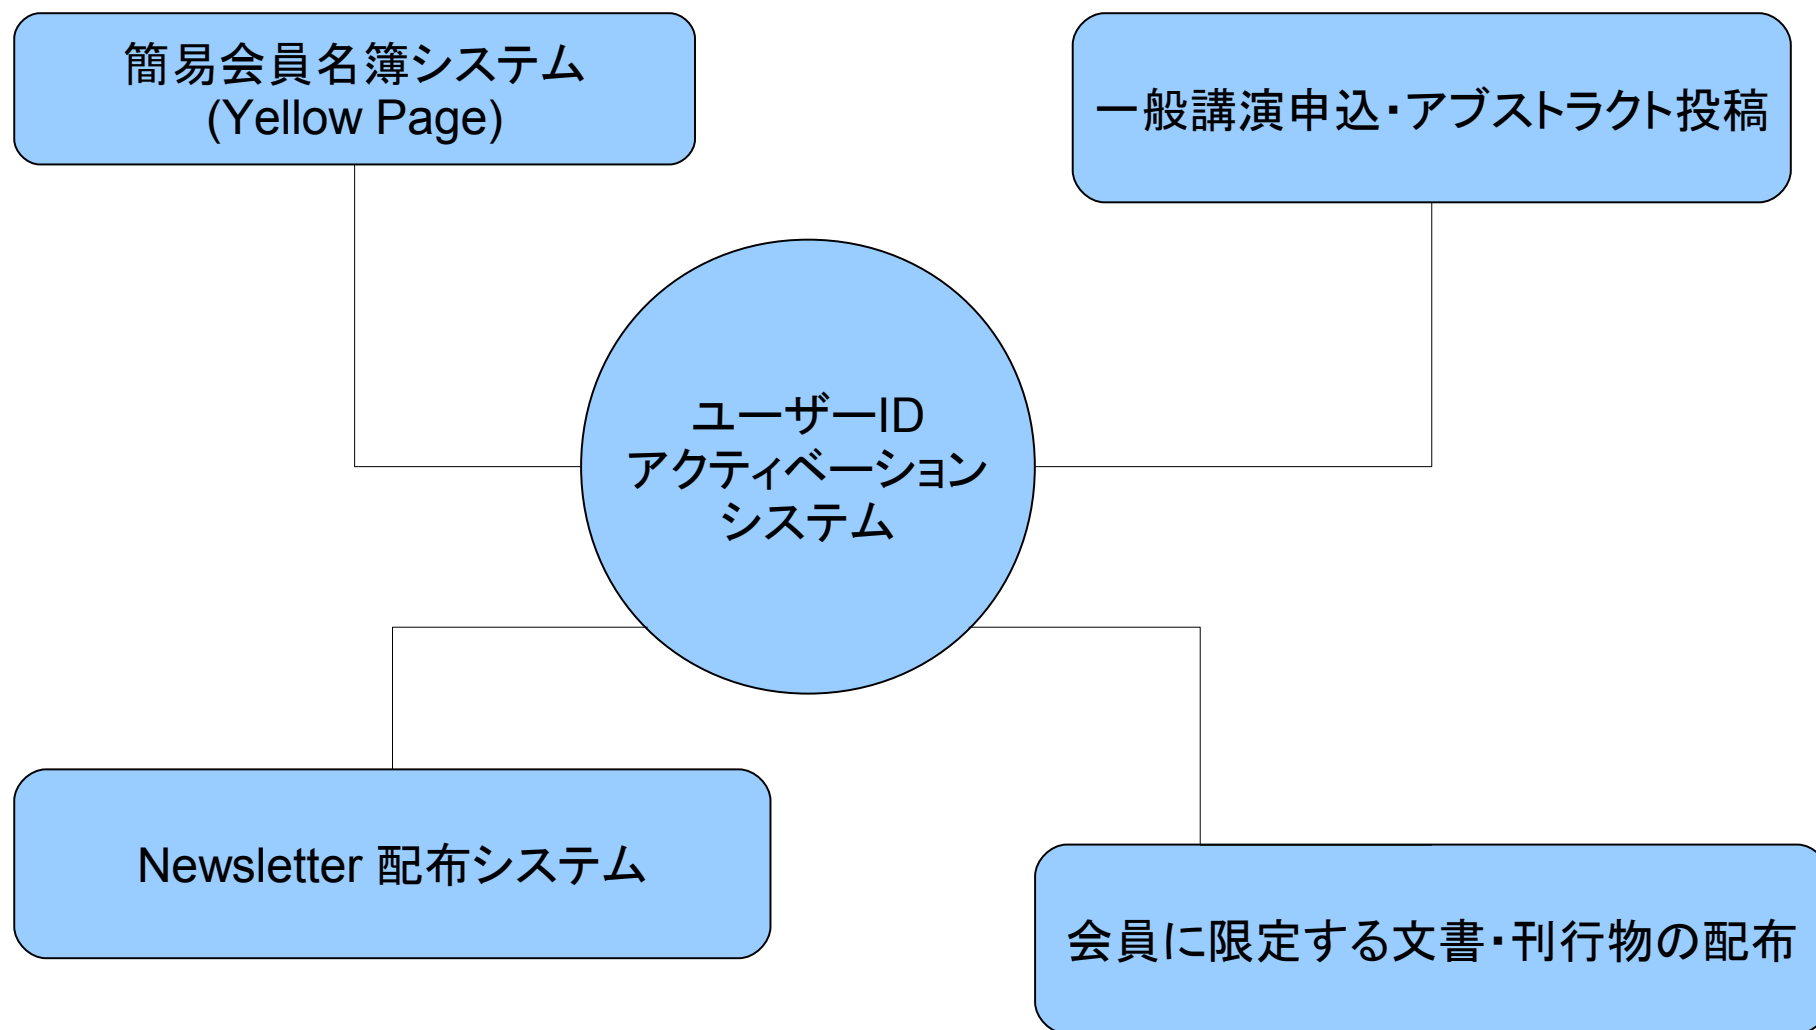 簡易会員名簿システム
(Yellow Page)
一般講演申込・アブストラクト投稿
ユーザーID
アクティベーション
システム
Newsletter 配布システム
会員に限定する文書・刊行物の配布